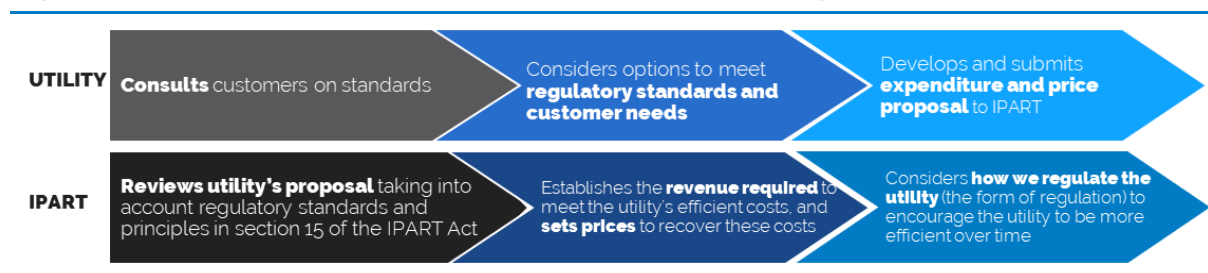 UTILITY
Consults customers on standards
Considers options to meet
regulatory standards and
customer needs
Develops and submits
expenditure and price
proposal to IPART
IPART
Reviews utility's proposal taking into
account regulatory standards and
principles in section 15 of the IPART Act
Establishes the revenue required to
meet the utility's efficient costs, and
sets prices to recover these costs
Considers how we regulate the
utility (the form of regulation) to
encourage the utility to be more
efficient over time